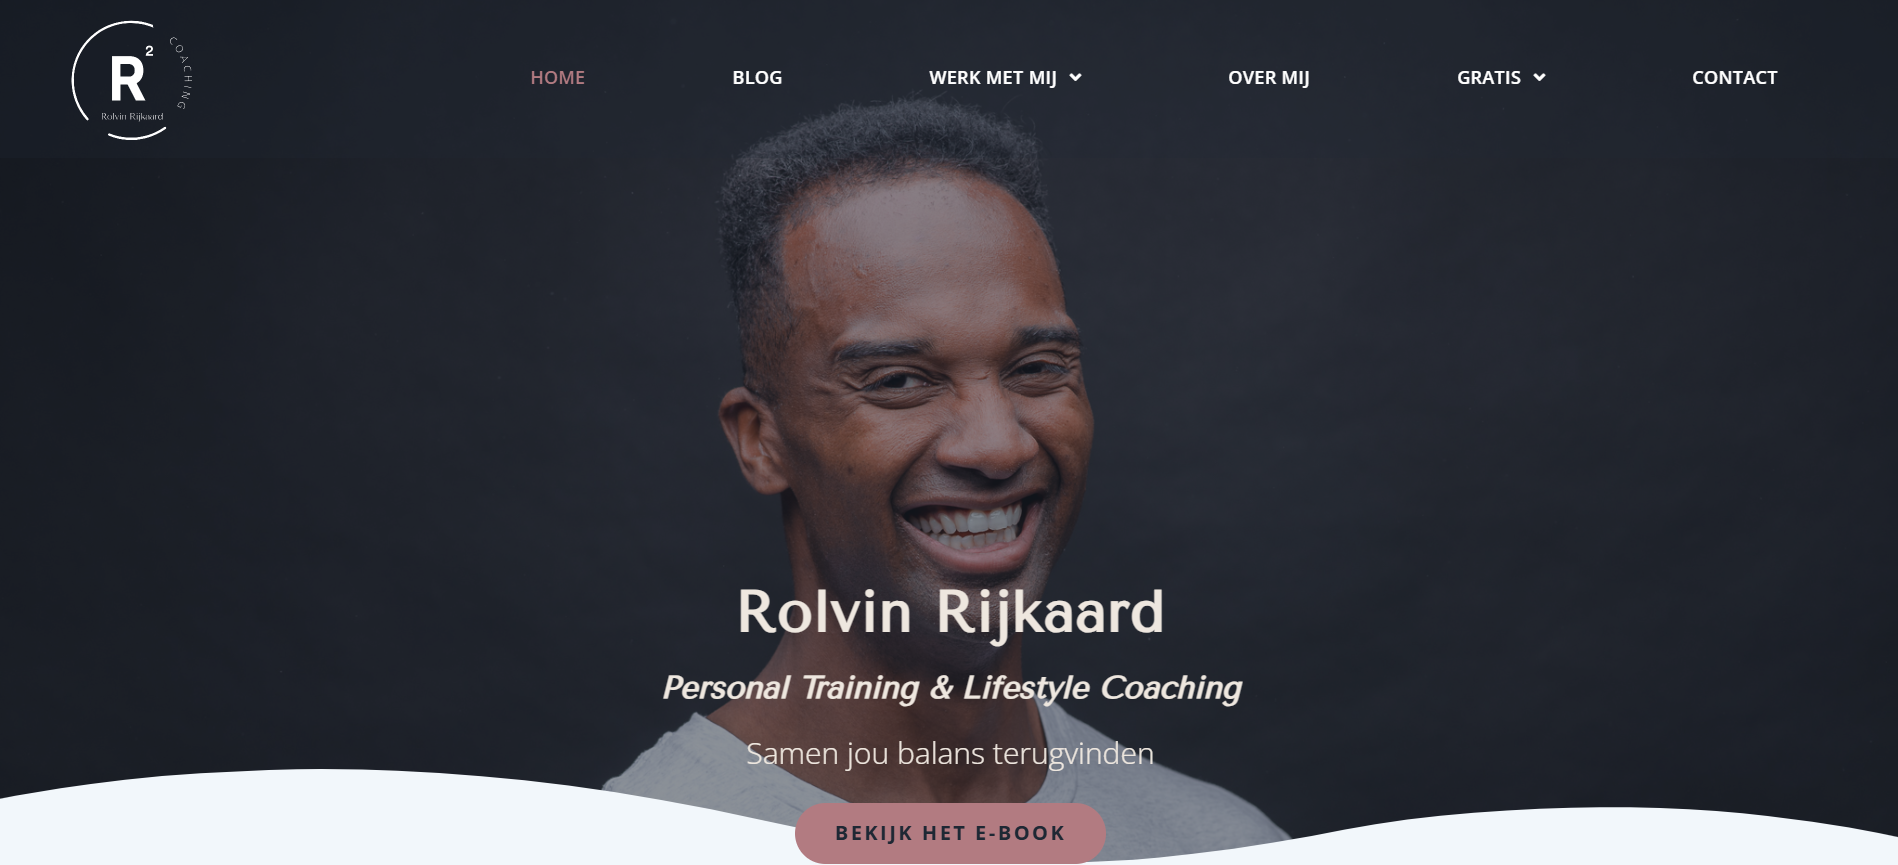 R²
COACHING
Rolvin Rijkaard
HOME
BLOG
WERK MET MIJ
OVER MIJ
GRATIS
CONTACT
Rolvin Rijkaard
Personal Training & Lifestyle Coaching
Samen jou balans terugvinden
BEKIJK HET E-BOOK